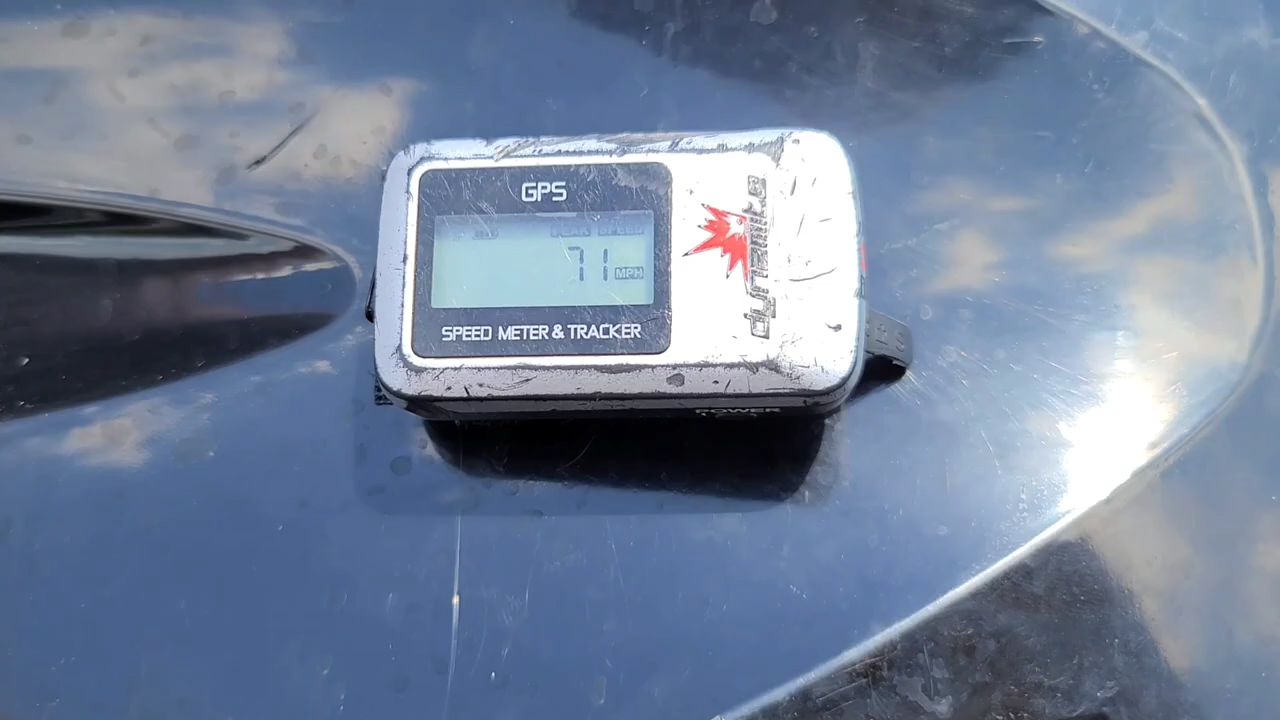 GPS
PEAK SPEED
71 MPH
SPEED METER & TRACKER
dynamite
POWER